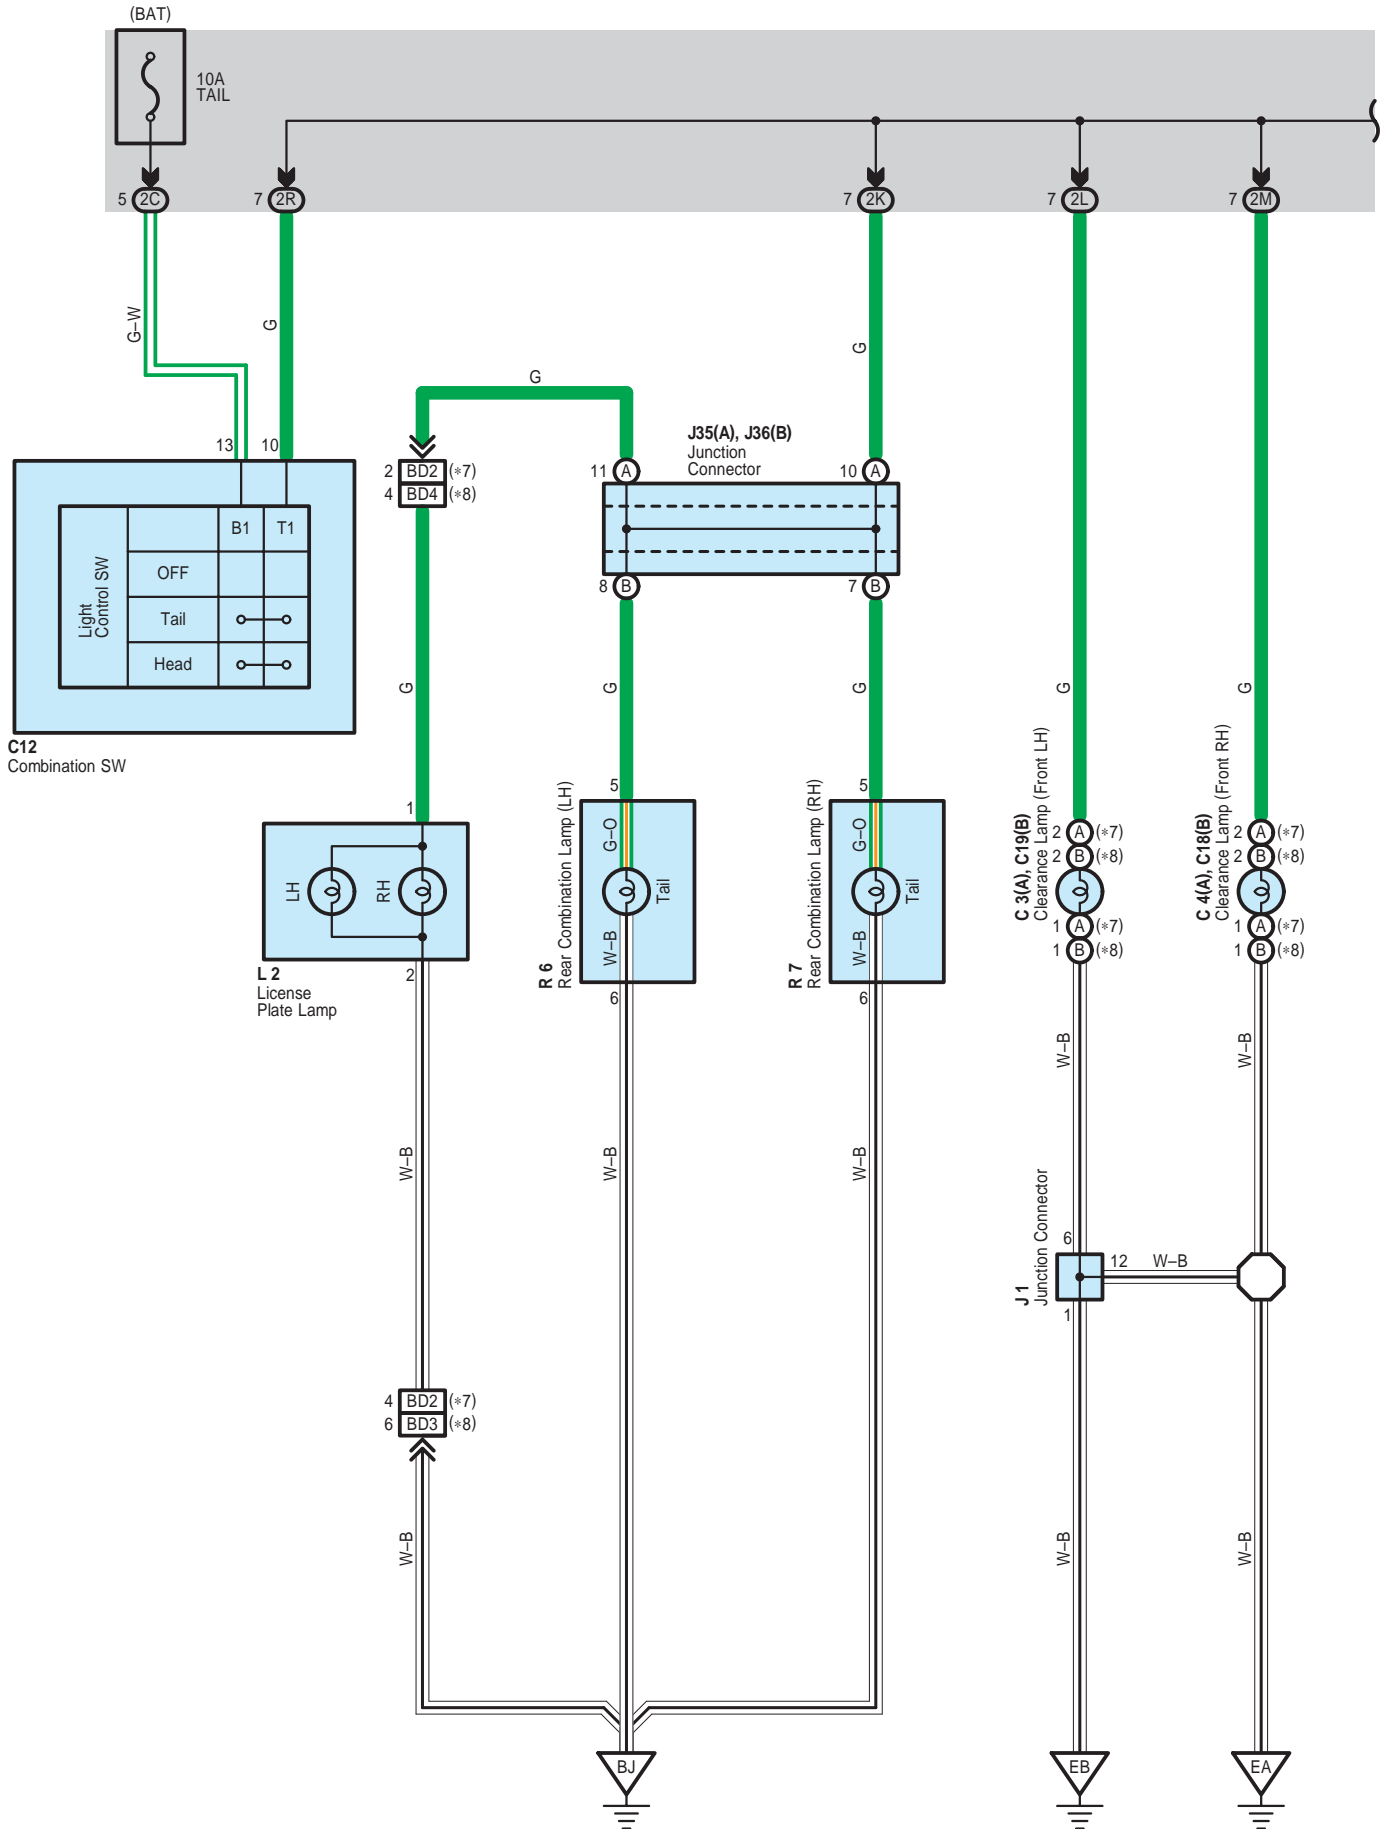 (BAT)
10A
TAIL
5 2C
7 2R
7 2K
7 2L
7 2M
G–W
G
G
G
13
10
J35(A), J36(B)
Junction
Connector
2 BD2 (*7)
4 BD4 (*8)
11 A
10 A
8 B
7 B
Light
Control SW
B1
T1
OFF
Tail
Head
C12
Combination SW
G
G
G
G
G
1
LH
RH
2
L 2
License
Plate Lamp
5
G–O
Tail
W–B
6
R 6
Rear Combination Lamp (LH)
5
G–O
Tail
W–B
6
R 7
Rear Combination Lamp (RH)
C 3(A), C19(B)
Clearance Lamp (Front LH)
2 A (*7)
2 B (*8)
1 A (*7)
1 B (*8)
C 4(A), C18(B)
Clearance Lamp (Front RH)
2 A (*7)
2 B (*8)
1 A (*7)
1 B (*8)
W–B
W–B
W–B
W–B
W–B
J 1
Junction Connector
6
12
W–B
1
4 BD2 (*7)
6 BD3 (*8)
W–B
W–B
W–B
BJ
EB
EA